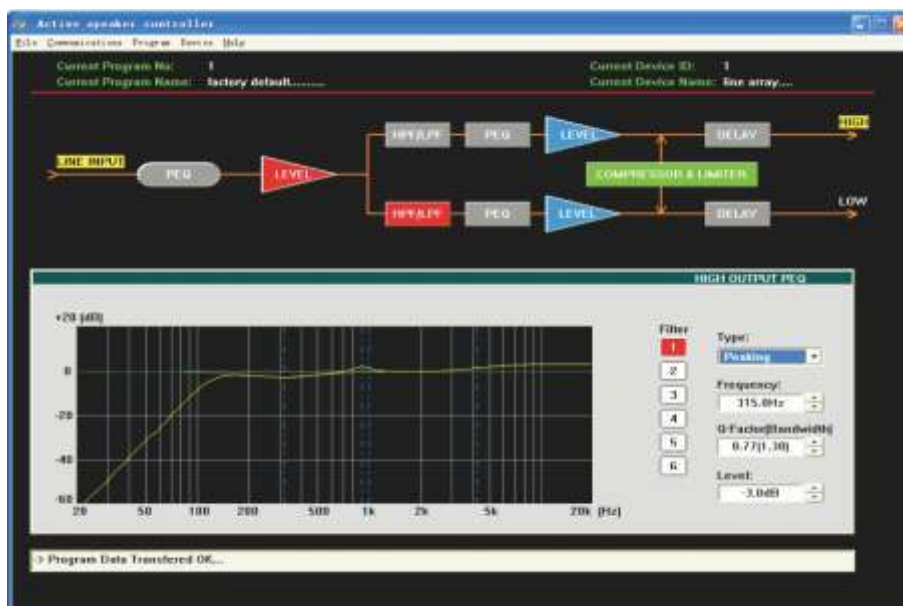 Active speaker controller
File Communications Program Device Help
Current Program No: 1
Current Program Name: factory default.........
Current Device ID: 1
Current Device Name: line array....
LINE INPUT
PEQ
LEVEL
HPF/LPF PEQ LEVEL DELAY HIGH
COMPRESSOR & LIMITER
HPF/LPF PEQ LEVEL DELAY LOW
HIGH OUTPUT PEQ
+20 (dB)
0
-20
-40
-60
20 50 100 200 500 1k 2k 5k 20k (Hz)
Filter
1
2
3
4
5
6
Type:
Peaking
Frequency:
315.0Hz
Q-Factor(Bandwidth)
0.77(1.30)
Level:
-3.0dB
Program Data Transfered OK...